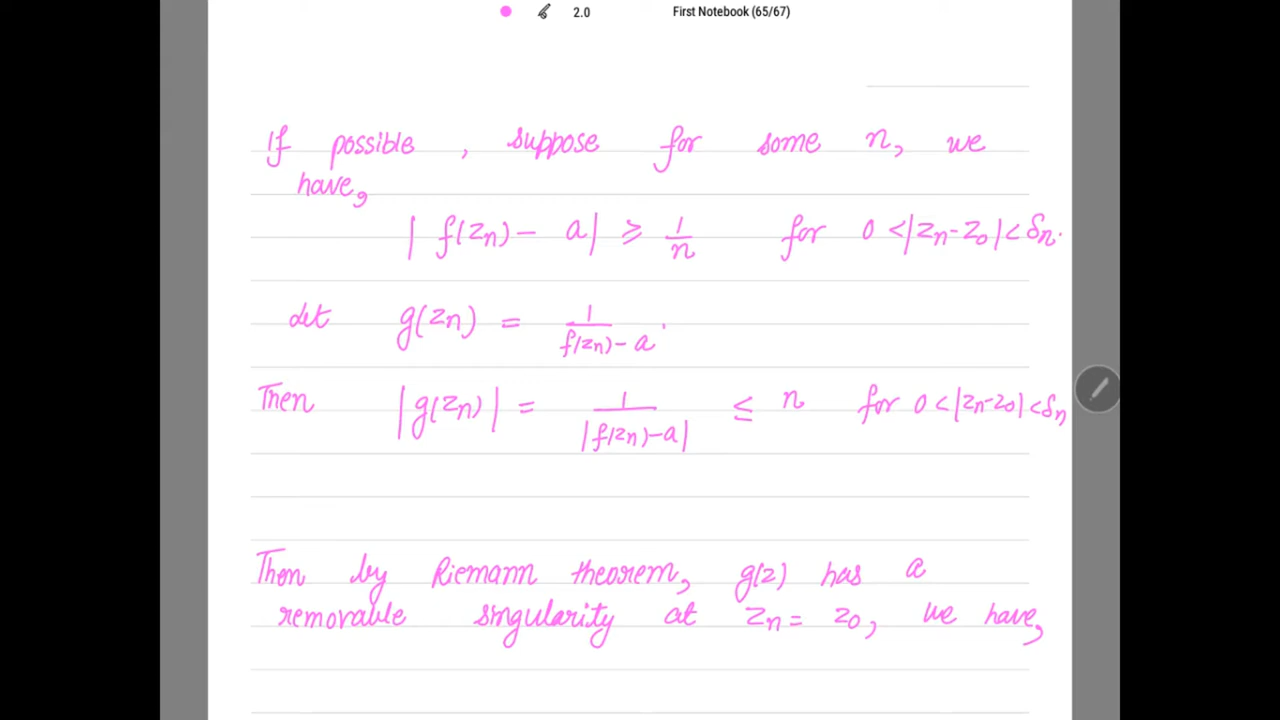 2.0 First Notebook (65/67)
If possible, suppose for some n, we
have,
| f(zn) - a| ⩾ 1/n for 0 <|zn-z0|< δn.
Let g(zn) = 1/(f(zn) - a).
Then |g(zn)| = 1/|f(zn)-a| ≤ n for 0 <|zn-z0|<δn
Then by Riemann theorem, g(z) has a
removable singularity at zn = z0, we have,